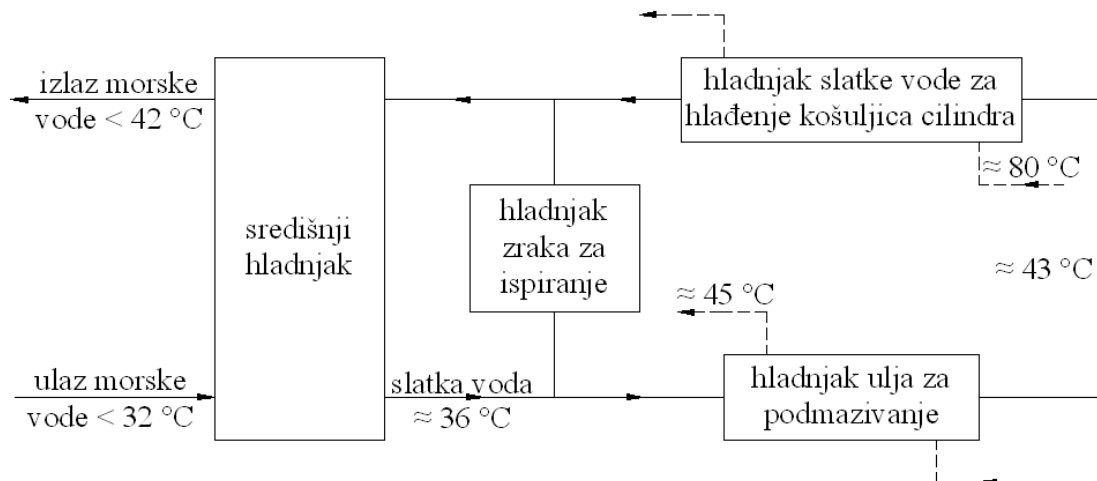 izlaz morske
vode < 42 °C
ulaz morske
vode < 32 °C
središnji
hladnjak
slatka voda
≈ 36 °C
hladnjak
zraka za
ispiranje
hladnjak slatke vode za
hlađenje košuljica cilindra
≈ 80 °C
≈ 43 °C
≈ 45 °C
hladnjak ulja za
podmazivanje